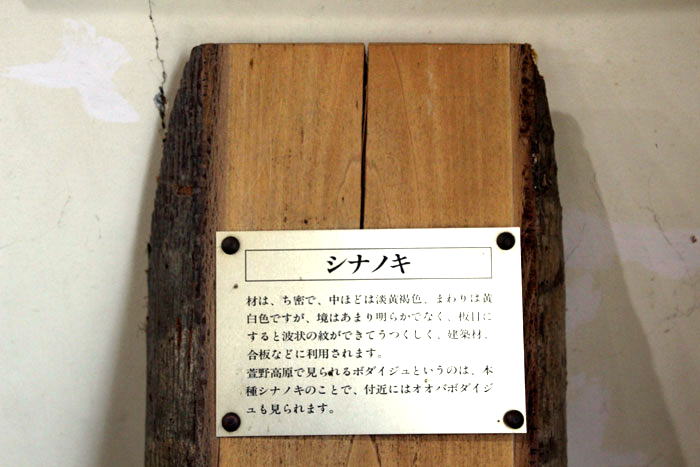 シナノキ
材は、ち密で、中ほどは淡黄褐色、まわりは黄
白色ですが、境はあまり明らかでなく、板目に
すると波状の紋ができてうつくしく、建築材、
合板などに利用されます。
萱野高原で見られるボダイジュというのは、本
種シナノキのことで、付近にはオオバボダイジ
ュも見られます。